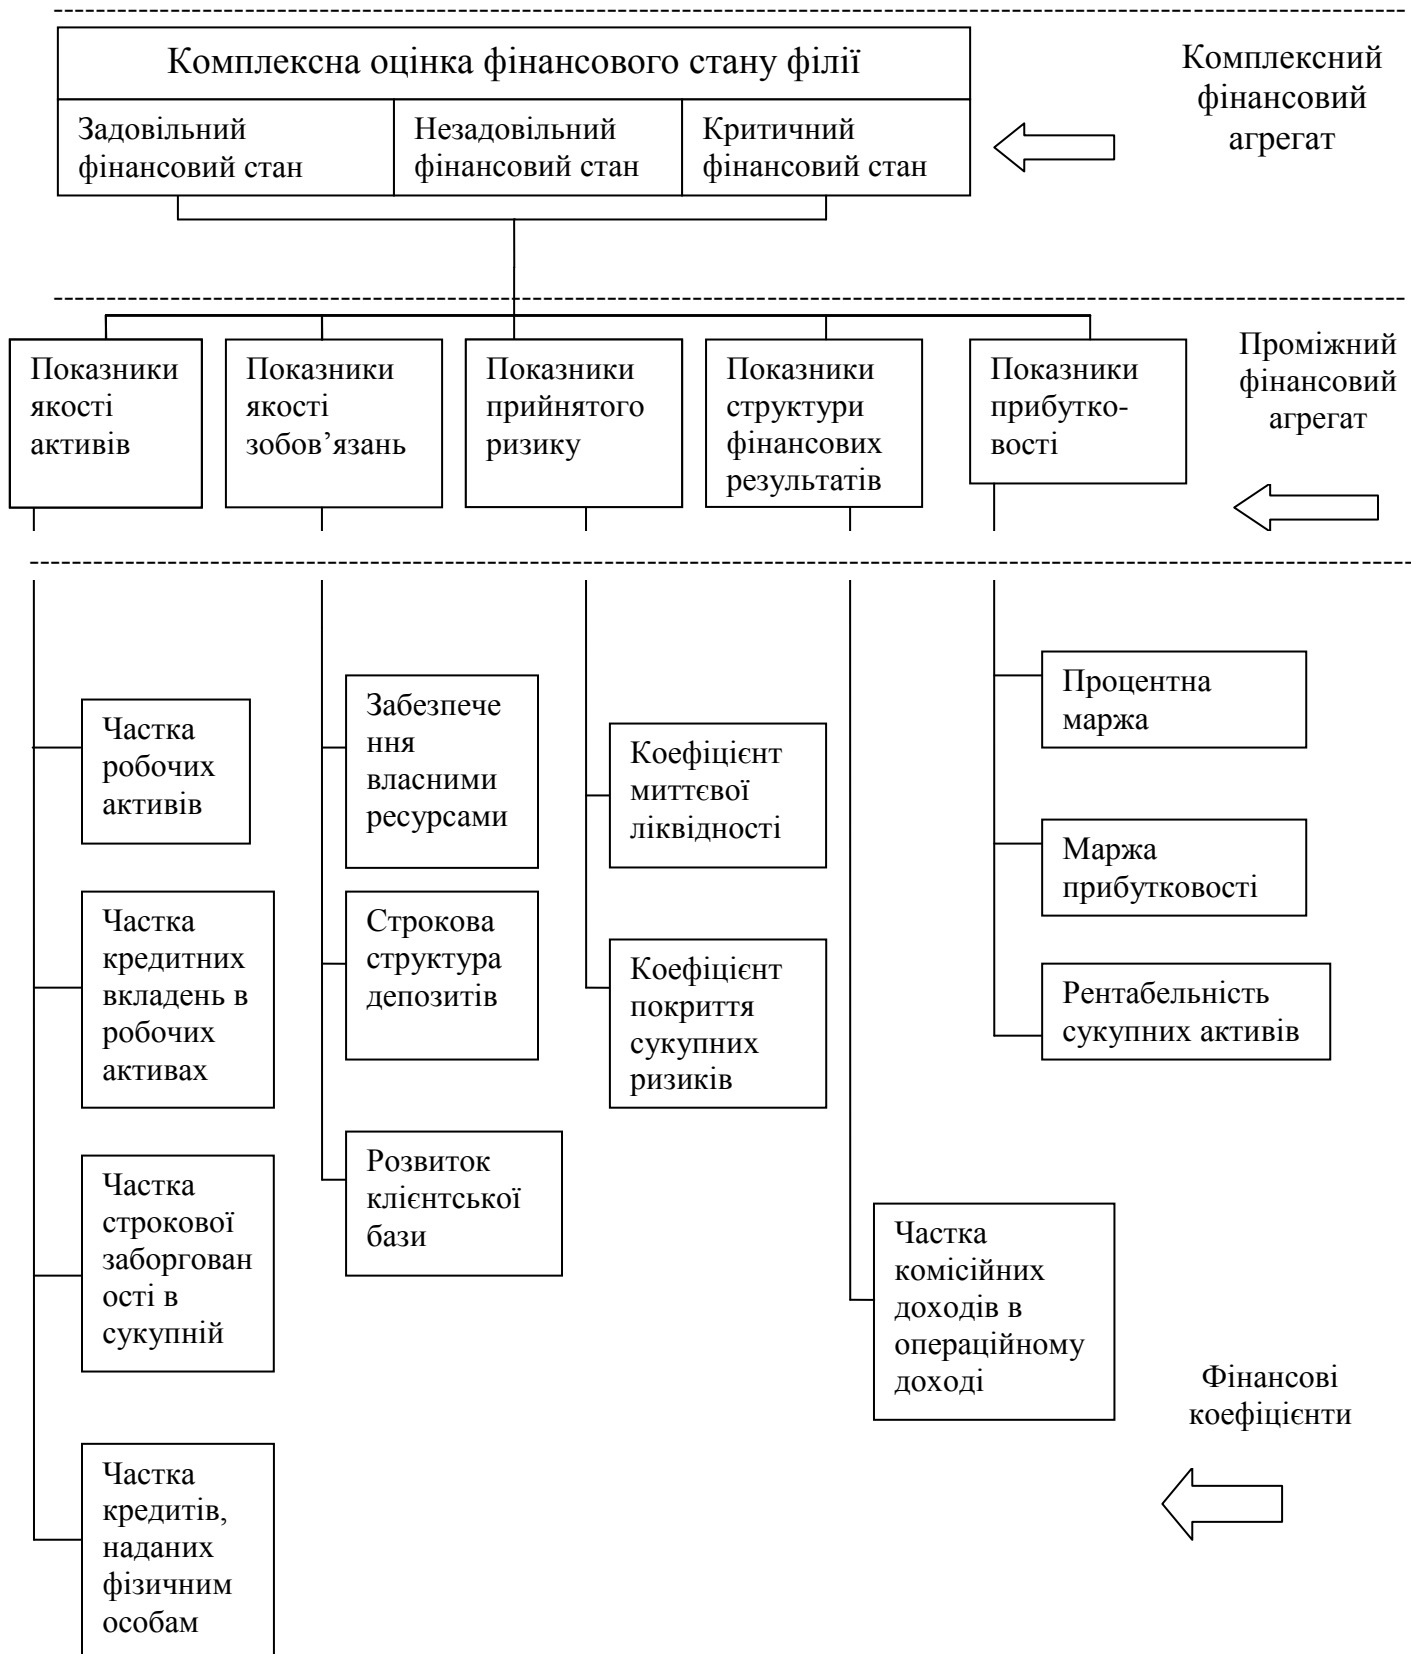 Комплексна оцінка фінансового стану філії
Задовільний
фінансовий стан
Незадовільний
фінансовий стан
Критичний
фінансовий стан
Комплексний
фінансовий
агрегат
Показники
якості
активів
Показники
якості
зобов’язань
Показники
прийнятого
ризику
Показники
структури
фінансових
результатів
Показники
прибутко-
вості
Проміжний
фінансовий
агрегат
Частка
робочих
активів
Частка
кредитних
вкладень в
робочих
активах
Частка
строкової
заборгован
ості в
сукупній
Частка
кредитів,
наданих
фізичним
особам
Забезпече
ння
власними
ресурсами
Строкова
структура
депозитів
Розвиток
клієнтської
бази
Коефіцієнт
миттєвої
ліквідності
Коефіцієнт
покриття
сукупних
ризиків
Частка
комісійних
доходів в
операційному
доході
Процентна
маржа
Маржа
прибутковості
Рентабельність
сукупних активів
Фінансові
коефіцієнти